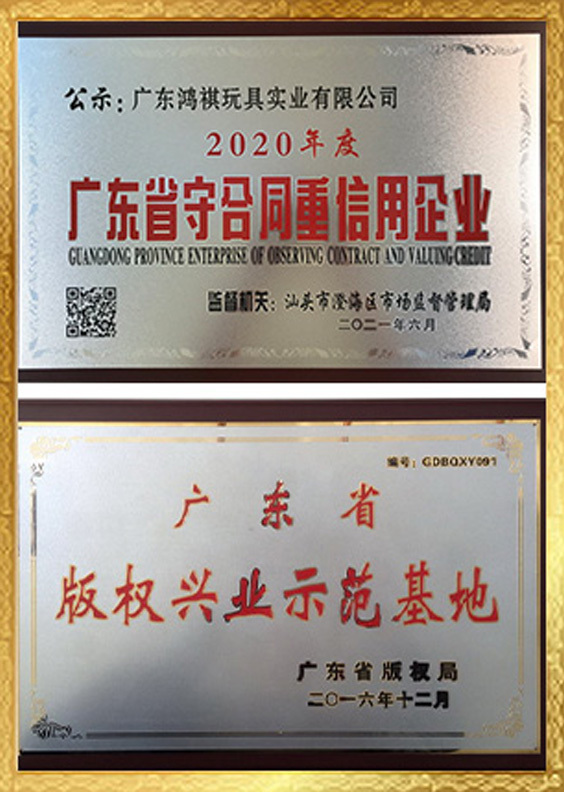 公示：广东鸿祺玩具实业有限公司
2020年度
广东省守合同重信用企业
GUANGDONG PROVINCE ENTERPRISE OF OBSERVING CONTRACT AND VALUING CREDIT
监督机关：汕头市澄海区市场监督管理局
二〇二一年六月
编号：GDBQXY091
广东省
版权兴业示范基地
广东省版权局
二〇一六年十二月